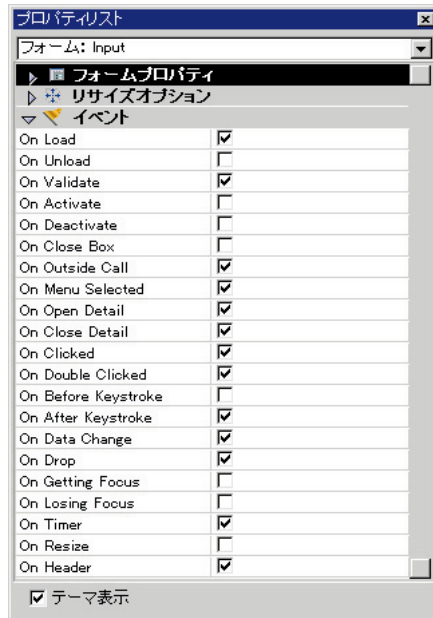 プロパティリスト
フォーム: Input
フォームプロパティ
リサイズオプション
イベント
On Load
On Unload
On Validate
On Activate
On Deactivate
On Close Box
On Outside Call
On Menu Selected
On Open Detail
On Close Detail
On Clicked
On Double Clicked
On Before Keystroke
On After Keystroke
On Data Change
On Drop
On Getting Focus
On Losing Focus
On Timer
On Resize
On Header
テーマ表示